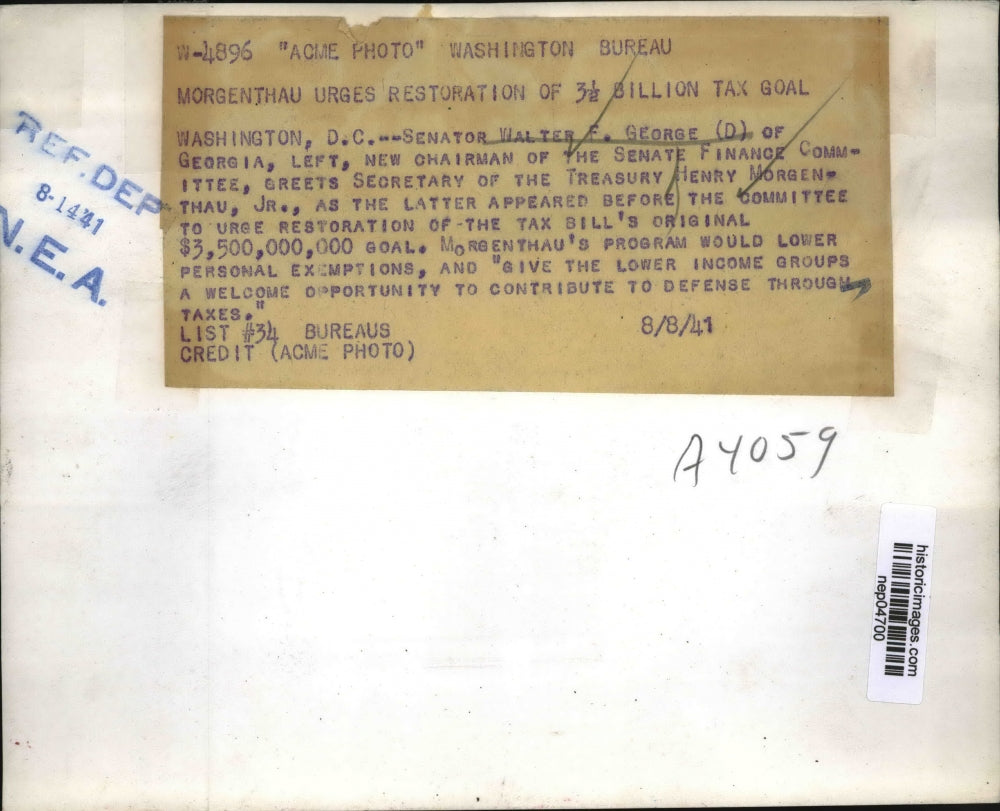 W-4896 "ACME PHOTO" WASHINGTON BUREAU
MORGENTHAU URGES RESTORATION OF 3½ BILLION TAX GOAL
WASHINGTON, D.C.--SENATOR WALTER F. GEORGE (D) OF
GEORGIA, LEFT, NEW CHAIRMAN OF THE SENATE FINANCE COMM-
ITTEE, GREETS SECRETARY OF THE TREASURY HENRY MORGEN-
THAU, JR., AS THE LATTER APPEARED BEFORE THE COMMITTEE
TO URGE RESTORATION OF THE TAX BILL'S ORIGINAL
$3,500,000,000 GOAL. MORGENTHAU'S PROGRAM WOULD LOWER
PERSONAL EXEMPTIONS, AND "GIVE THE LOWER INCOME GROUPS
A WELCOME OPPORTUNITY TO CONTRIBUTE TO DEFENSE THROUGH
TAXES."
LIST #34 BUREAUS 8/8/41
CREDIT (ACME PHOTO)
REF. DEP
8-14 41
N.E.A.
A4059
historicimages.com
nep04700